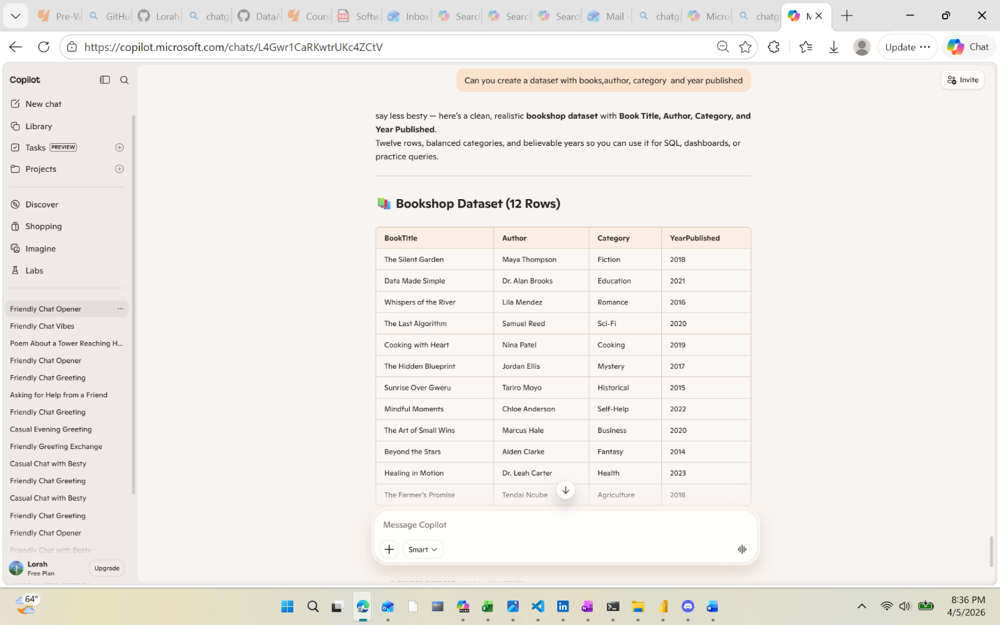 Pre-W
GitHu
Lorah
chatg
DataA
Cours
Softw
Inbox
Searcl
Searcl
Searcl
Mail -
chatg
Micro
chatg
M
https://copilot.microsoft.com/chats/L4Gwr1CaRKwtrUKc4ZCtV
Update
Chat
Copilot
New chat
Library
Tasks PREVIEW
Projects
Discover
Shopping
Imagine
Labs
Friendly Chat Opener
Friendly Chat Vibes
Poem About a Tower Reaching H...
Friendly Chat Opener
Friendly Chat Greeting
Asking for Help from a Friend
Friendly Chat Greeting
Casual Evening Greeting
Friendly Greeting Exchange
Casual Chat with Besty
Friendly Chat Greeting
Casual Chat with Besty
Friendly Chat Greeting
Friendly Chat Opener
Friendly Chat with Besty
Lorah
Free Plan
Upgrade
Can you create a dataset with books,author, category and year published
Invite
say less besty — here's a clean, realistic bookshop dataset with Book Title, Author, Category, and
Year Published.
Twelve rows, balanced categories, and believable years so you can use it for SQL, dashboards, or
practice queries.
📚 Bookshop Dataset (12 Rows)
BookTitle Author Category YearPublished
The Silent Garden Maya Thompson Fiction 2018
Data Made Simple Dr. Alan Brooks Education 2021
Whispers of the River Lila Mendez Romance 2016
The Last Algorithm Samuel Reed Sci-Fi 2020
Cooking with Heart Nina Patel Cooking 2019
The Hidden Blueprint Jordan Ellis Mystery 2017
Sunrise Over Gweru Tariro Moyo Historical 2015
Mindful Moments Chloe Anderson Self-Help 2022
The Art of Small Wins Marcus Hale Business 2020
Beyond the Stars Aiden Clarke Fantasy 2014
Healing in Motion Dr. Leah Carter Health 2023
The Farmer's Promise Tendai Ncube Agriculture 2018
Message Copilot
Smart
64°
8:36 PM
4/5/2026